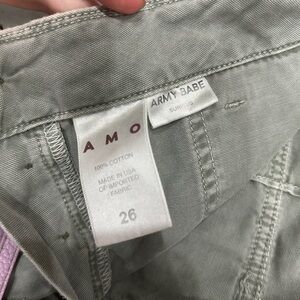 AMO
100% COTTON
MADE IN USA
OF IMPORTED
FABRIC
26
ARMY BABE